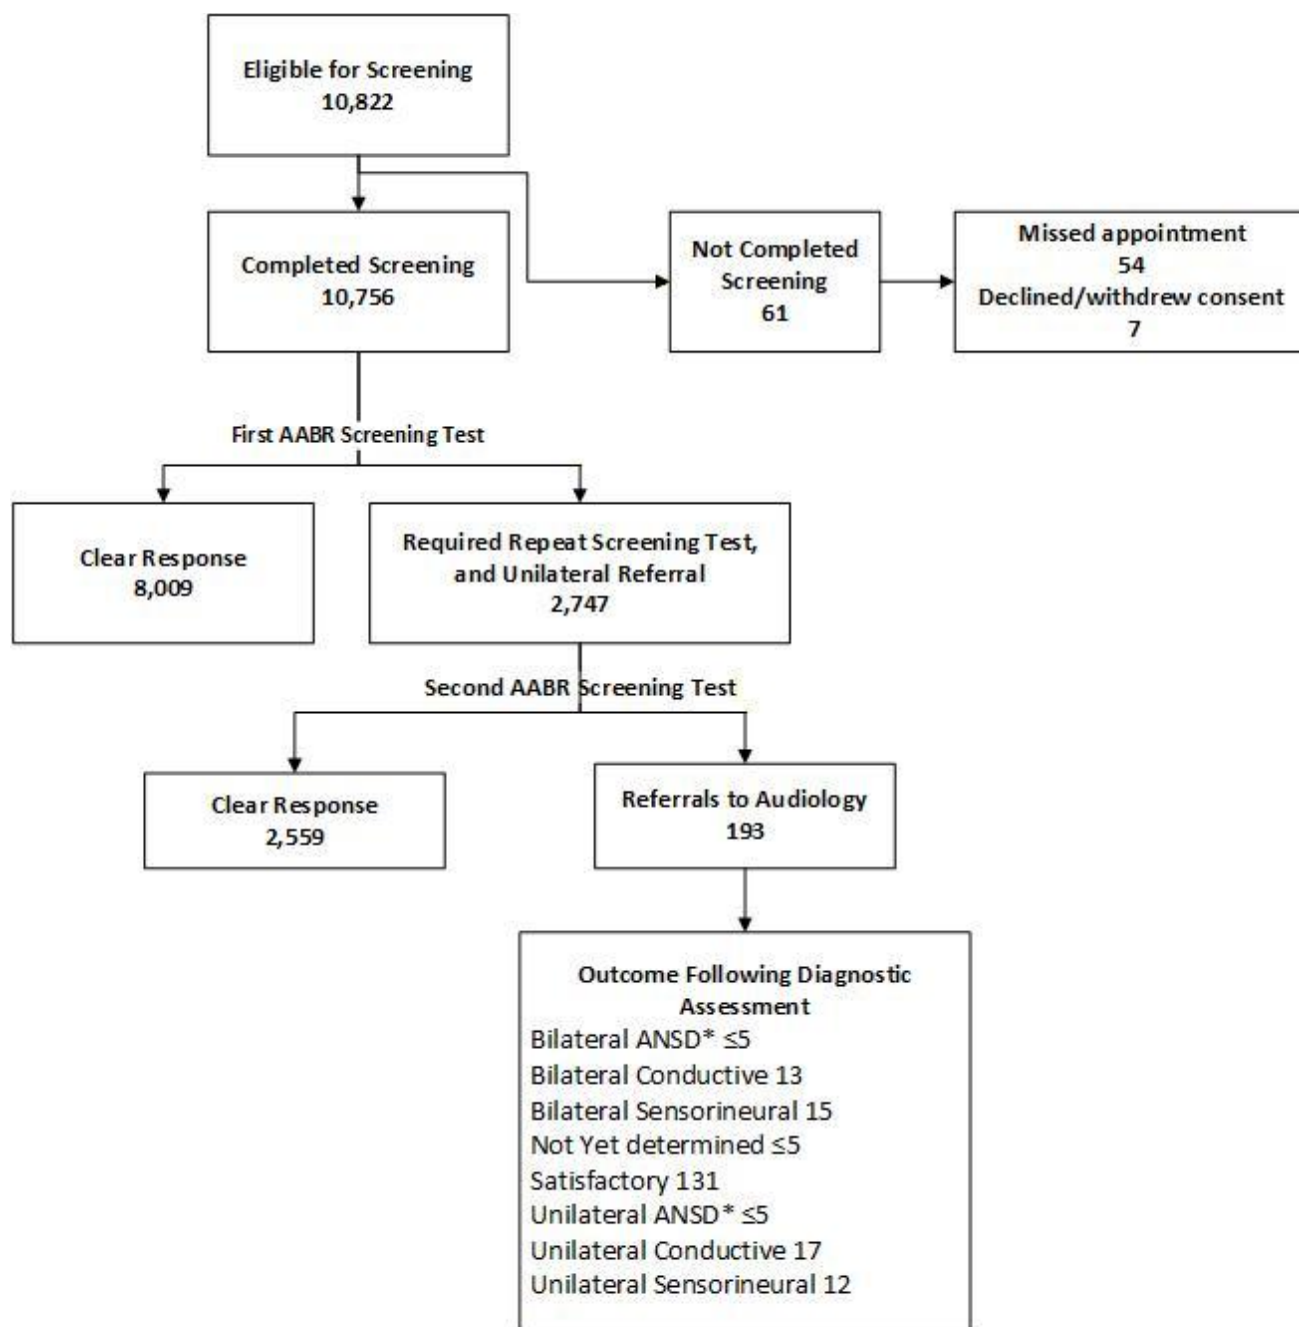 Eligible for Screening
10,822
Completed Screening
10,756
Not Completed
Screening
61
Missed appointment
54
Declined/withdrew consent
7
First AABR Screening Test
Clear Response
8,009
Required Repeat Screening Test,
and Unilateral Referral
2,747
Second AABR Screening Test
Clear Response
2,559
Referrals to Audiology
193
Outcome Following Diagnostic
Assessment
Bilateral ANSD* ≤5
Bilateral Conductive 13
Bilateral Sensorineural 15
Not Yet determined ≤5
Satisfactory 131
Unilateral ANSD* ≤5
Unilateral Conductive 17
Unilateral Sensorineural 12